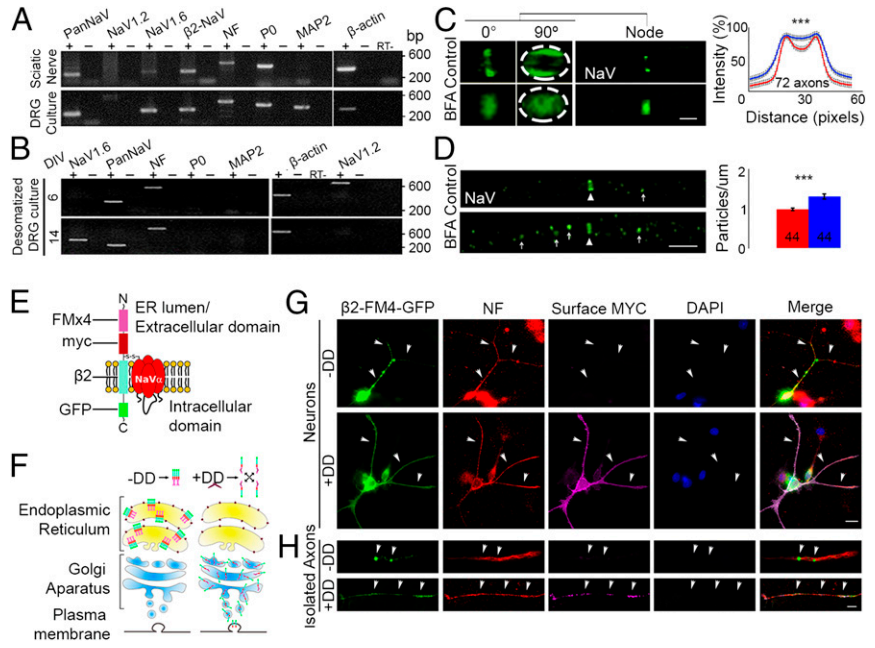 A
PanNaV NaV1.2 NaV1.6 β2-NaV NF P0 MAP2 β-actin bp
+ − + − + − + − + − + − + − + − RT-
Sciatic Nerve
600
200
DRG Culture
600
200
B
DIV NaV1.6 PanNaV NF P0 MAP2 β-actin NaV1.2
+ − + − + − + − + − + − RT- + −
Desomatized DRG culture
6
600
200
14
600
200
C
0° 90° Node
BFA Control
NaV
Intensity (%)
100
80
60
40
20
0
***
72 axons
0 30 60
Distance (pixels)
D
BFA Control
NaV
Particles/um
2
1
0
***
44 44
E
N
FMx4
myc
β2
GFP
C
ER lumen/
Extracellular domain
-s-s-
NaVα
Intracellular
domain
F
-DD +DD
Endoplasmic
Reticulum
Golgi
Apparatus
Plasma
membrane
G
β2-FM4-GFP NF Surface MYC DAPI Merge
Neurons
-DD
+DD
H
Isolated Axons
-DD
+DD